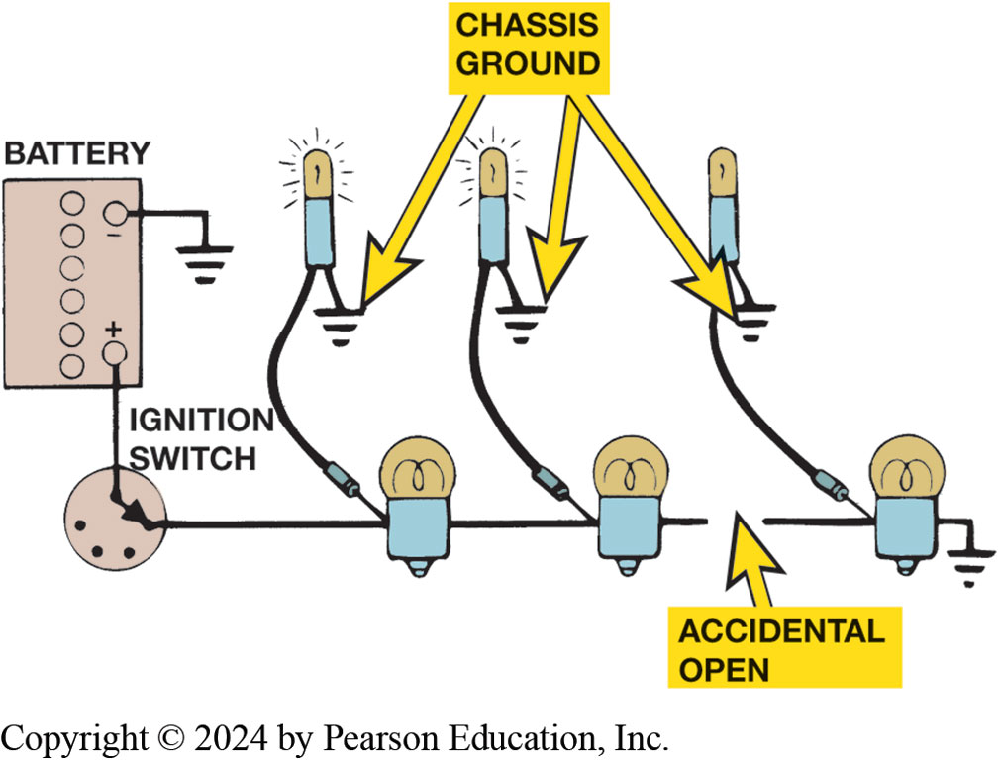 CHASSIS
GROUND
BATTERY
–
+
IGNITION
SWITCH
ACCIDENTAL
OPEN
Copyright © 2024 by Pearson Education, Inc.